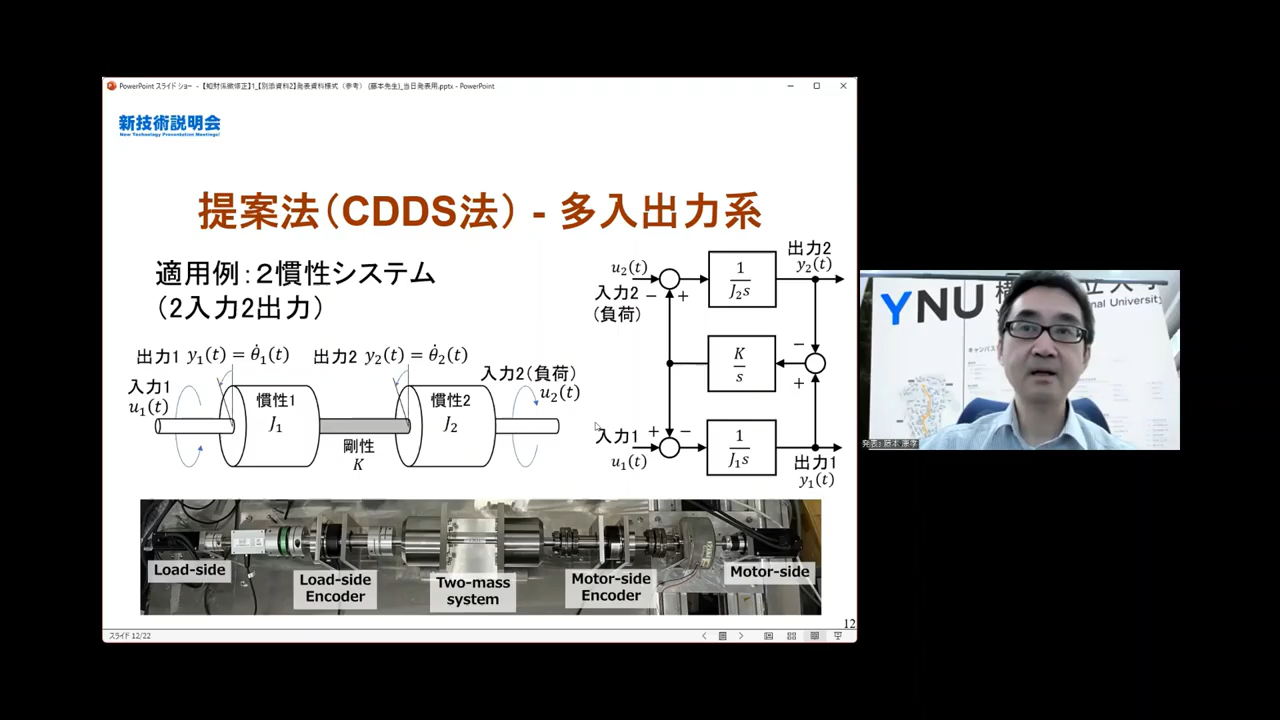 PowerPoint スライド ショー - 【知財係微修正】1_【別添資料2】発表資料様式（参考） (藤本先生)_当日発表用.pptx - PowerPoint
新技術説明会
New Technology Presentation Meetings!
提案法（CDDS法） - 多入出力系
適用例：２慣性システム
（2入力2出力）
出力1 y₁(t) = θ̇₁(t)
出力2 y₂(t) = θ̇₂(t)
入力1
u₁(t)
慣性1
J₁
剛性
K
慣性2
J₂
入力2（負荷）
u₂(t)
出力2
y₂(t)
u₂(t)
入力2
（負荷）
− +
1
J₂s
K
s
−
+
入力1
u₁(t)
+ −
1
J₁s
出力1
y₁(t)
Load-side
Load-side
Encoder
Two-mass
system
Motor-side
Encoder
Motor-side
12
スライド 12/22
YNU